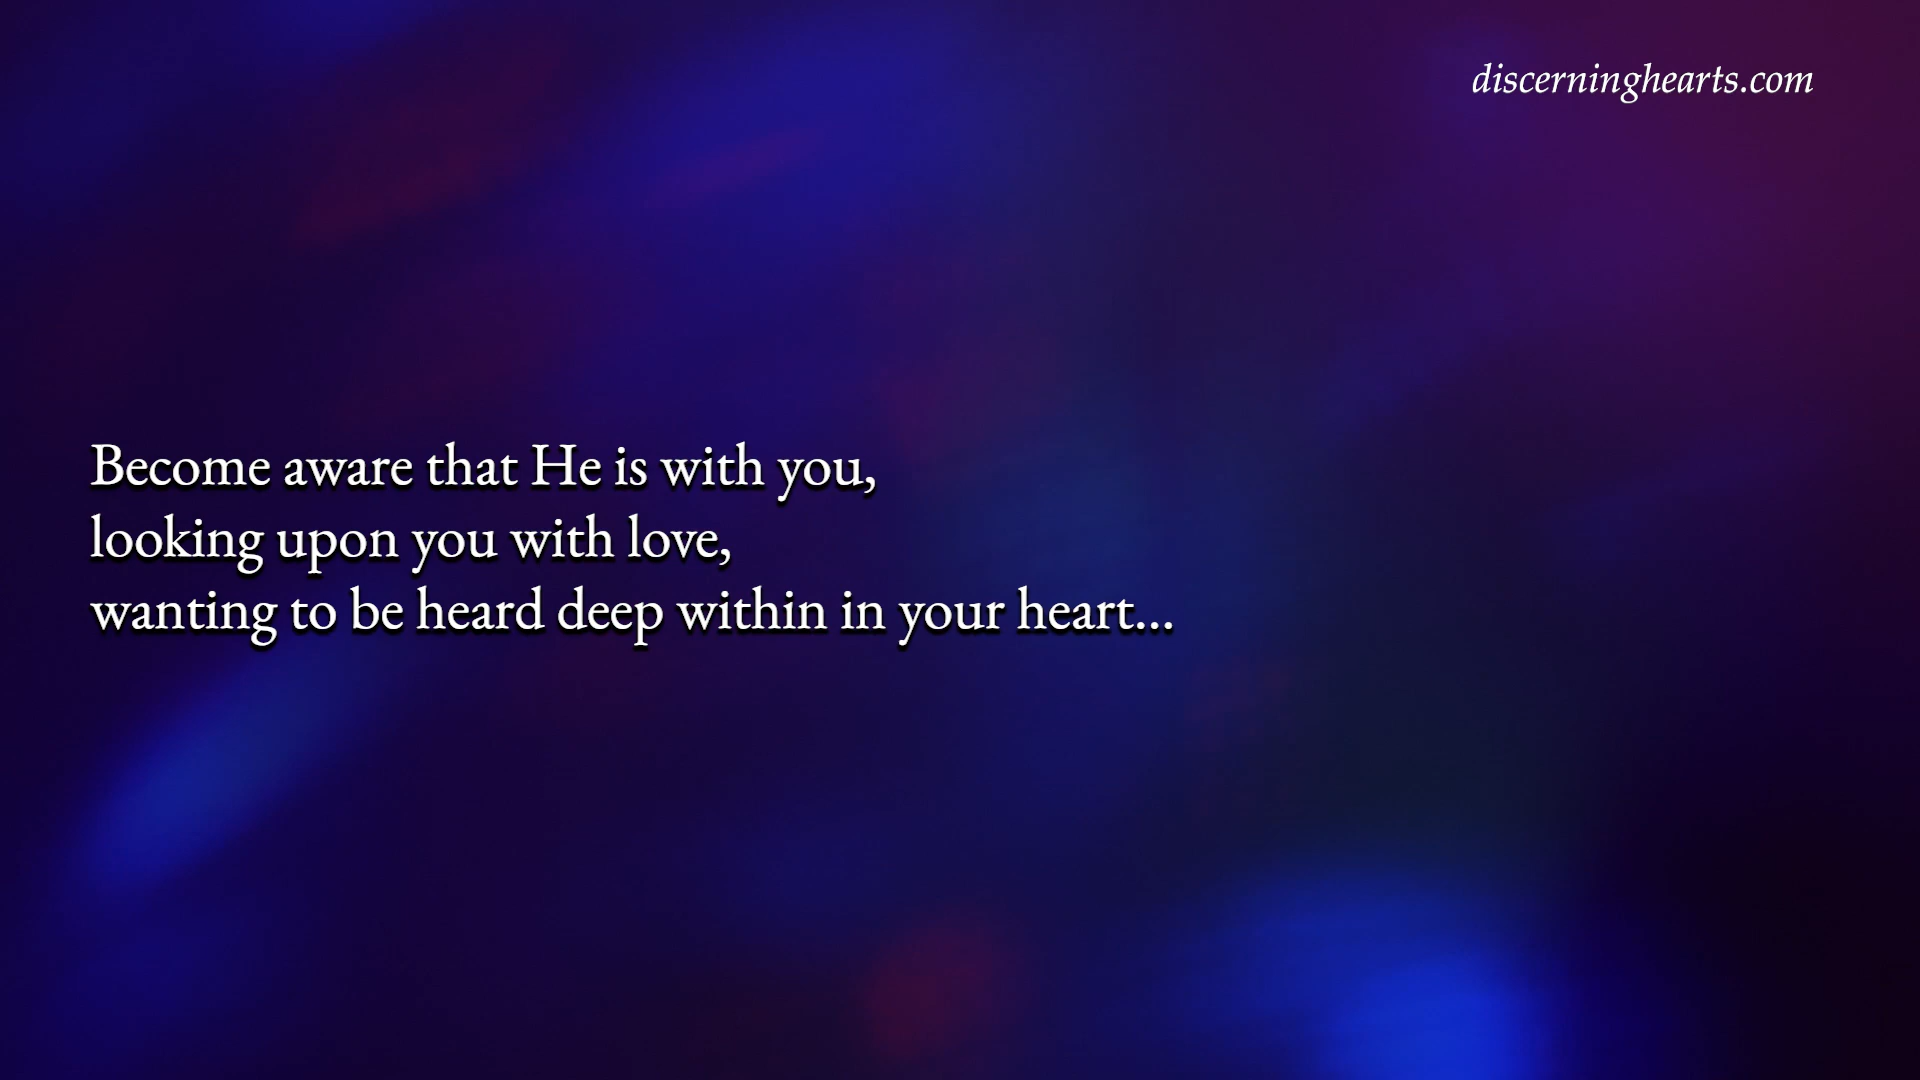 discerninghearts.com
Become aware that He is with you,
looking upon you with love,
wanting to be heard deep within in your heart...